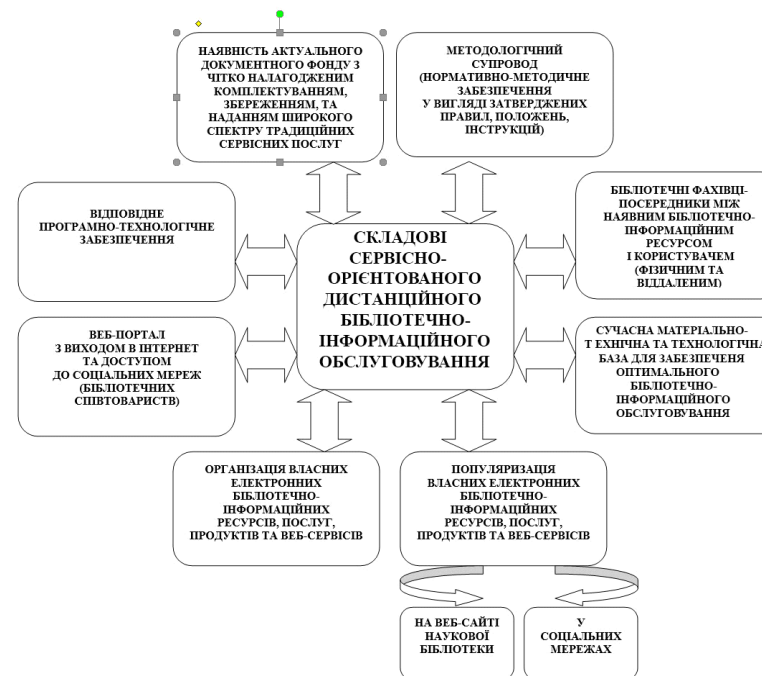 НАЯВНІСТЬ АКТУАЛЬНОГО
ДОКУМЕНТНОГО ФОНДУ З
ЧІТКО НАЛАГОДЖЕНИМ
КОМПЛЕКТУВАННЯМ,
ЗБЕРЕЖЕННЯМ, ТА
НАДАННЯМ ШИРОКОГО
СПЕКТРУ ТРАДИЦІЙНИХ
СЕРВІСНИХ ПОСЛУГ
МЕТОДОЛОГІЧНИЙ
СУПРОВОД
(НОРМАТИВНО-МЕТОДИЧНЕ
ЗАБЕЗПЕЧЕННЯ
У ВИГЛЯДІ ЗАТВЕРДЖЕНИХ
ПРАВИЛ, ПОЛОЖЕНЬ,
ІНСТРУКЦІЙ)
ВІДПОВІДНЕ
ПРОГРАМНО-ТЕХНОЛОГІЧНЕ
ЗАБЕЗПЕЧЕННЯ
СКЛАДОВІ
СЕРВІСНО-
ОРІЄНТОВАНОГО
ДИСТАНЦІЙНОГО
БІБЛІОТЕЧНО-
ІНФОРМАЦІЙНОГО
ОБСЛУГОВУВАННЯ
БІБЛІОТЕЧНІ ФАХІВЦІ-
ПОСЕРЕДНИКИ МІЖ
НАЯВНИМ БІБЛІОТЕЧНО-
ІНФОРМАЦІЙНИМ
РЕСУРСОМ
І КОРИСТУВАЧЕМ
(ФІЗИЧНИМ ТА
ВІДДАЛЕНИМ)
ВЕБ-ПОРТАЛ
З ВИХОДОМ В ІНТЕРНЕТ
ТА ДОСТУПОМ
ДО СОЦІАЛЬНИХ МЕРЕЖ
(БІБЛІОТЕЧНИХ
СПІВТОВАРИСТВ)
СУЧАСНА МАТЕРІАЛЬНО-
Т ЕХНІЧНА ТА ТЕХНОЛОГІЧНА
БАЗА ДЛЯ ЗАБЕЗПЕЧЕНЯ
ОПТИМАЛЬНОГО
БІБЛІОТЕЧНО-
ІНФОРМАЦІЙНОГО
ОБСЛУГОВУВАННЯ
ОРГАНІЗАЦІЯ ВЛАСНИХ
ЕЛЕКТРОННИХ
БІБЛІОТЕЧНО-
ІНФОРМАЦІЙНИХ
РЕСУРСІВ, ПОСЛУГ,
ПРОДУКТІВ ТА ВЕБ-СЕРВІСІВ
ПОПУЛЯРИЗАЦІЯ
ВЛАСНИХ ЕЛЕКТРОННИХ
БІБЛІОТЕЧНО-
ІНФОРМАЦІЙНИХ
РЕСУРСІВ, ПОСЛУГ,
ПРОДУКТІВ ТА ВЕБ-СЕРВІСІВ
НА ВЕБ-САЙТІ
НАУКОВОЇ
БІБЛІОТЕКИ
У
СОЦІАЛЬНИХ
МЕРЕЖАХ